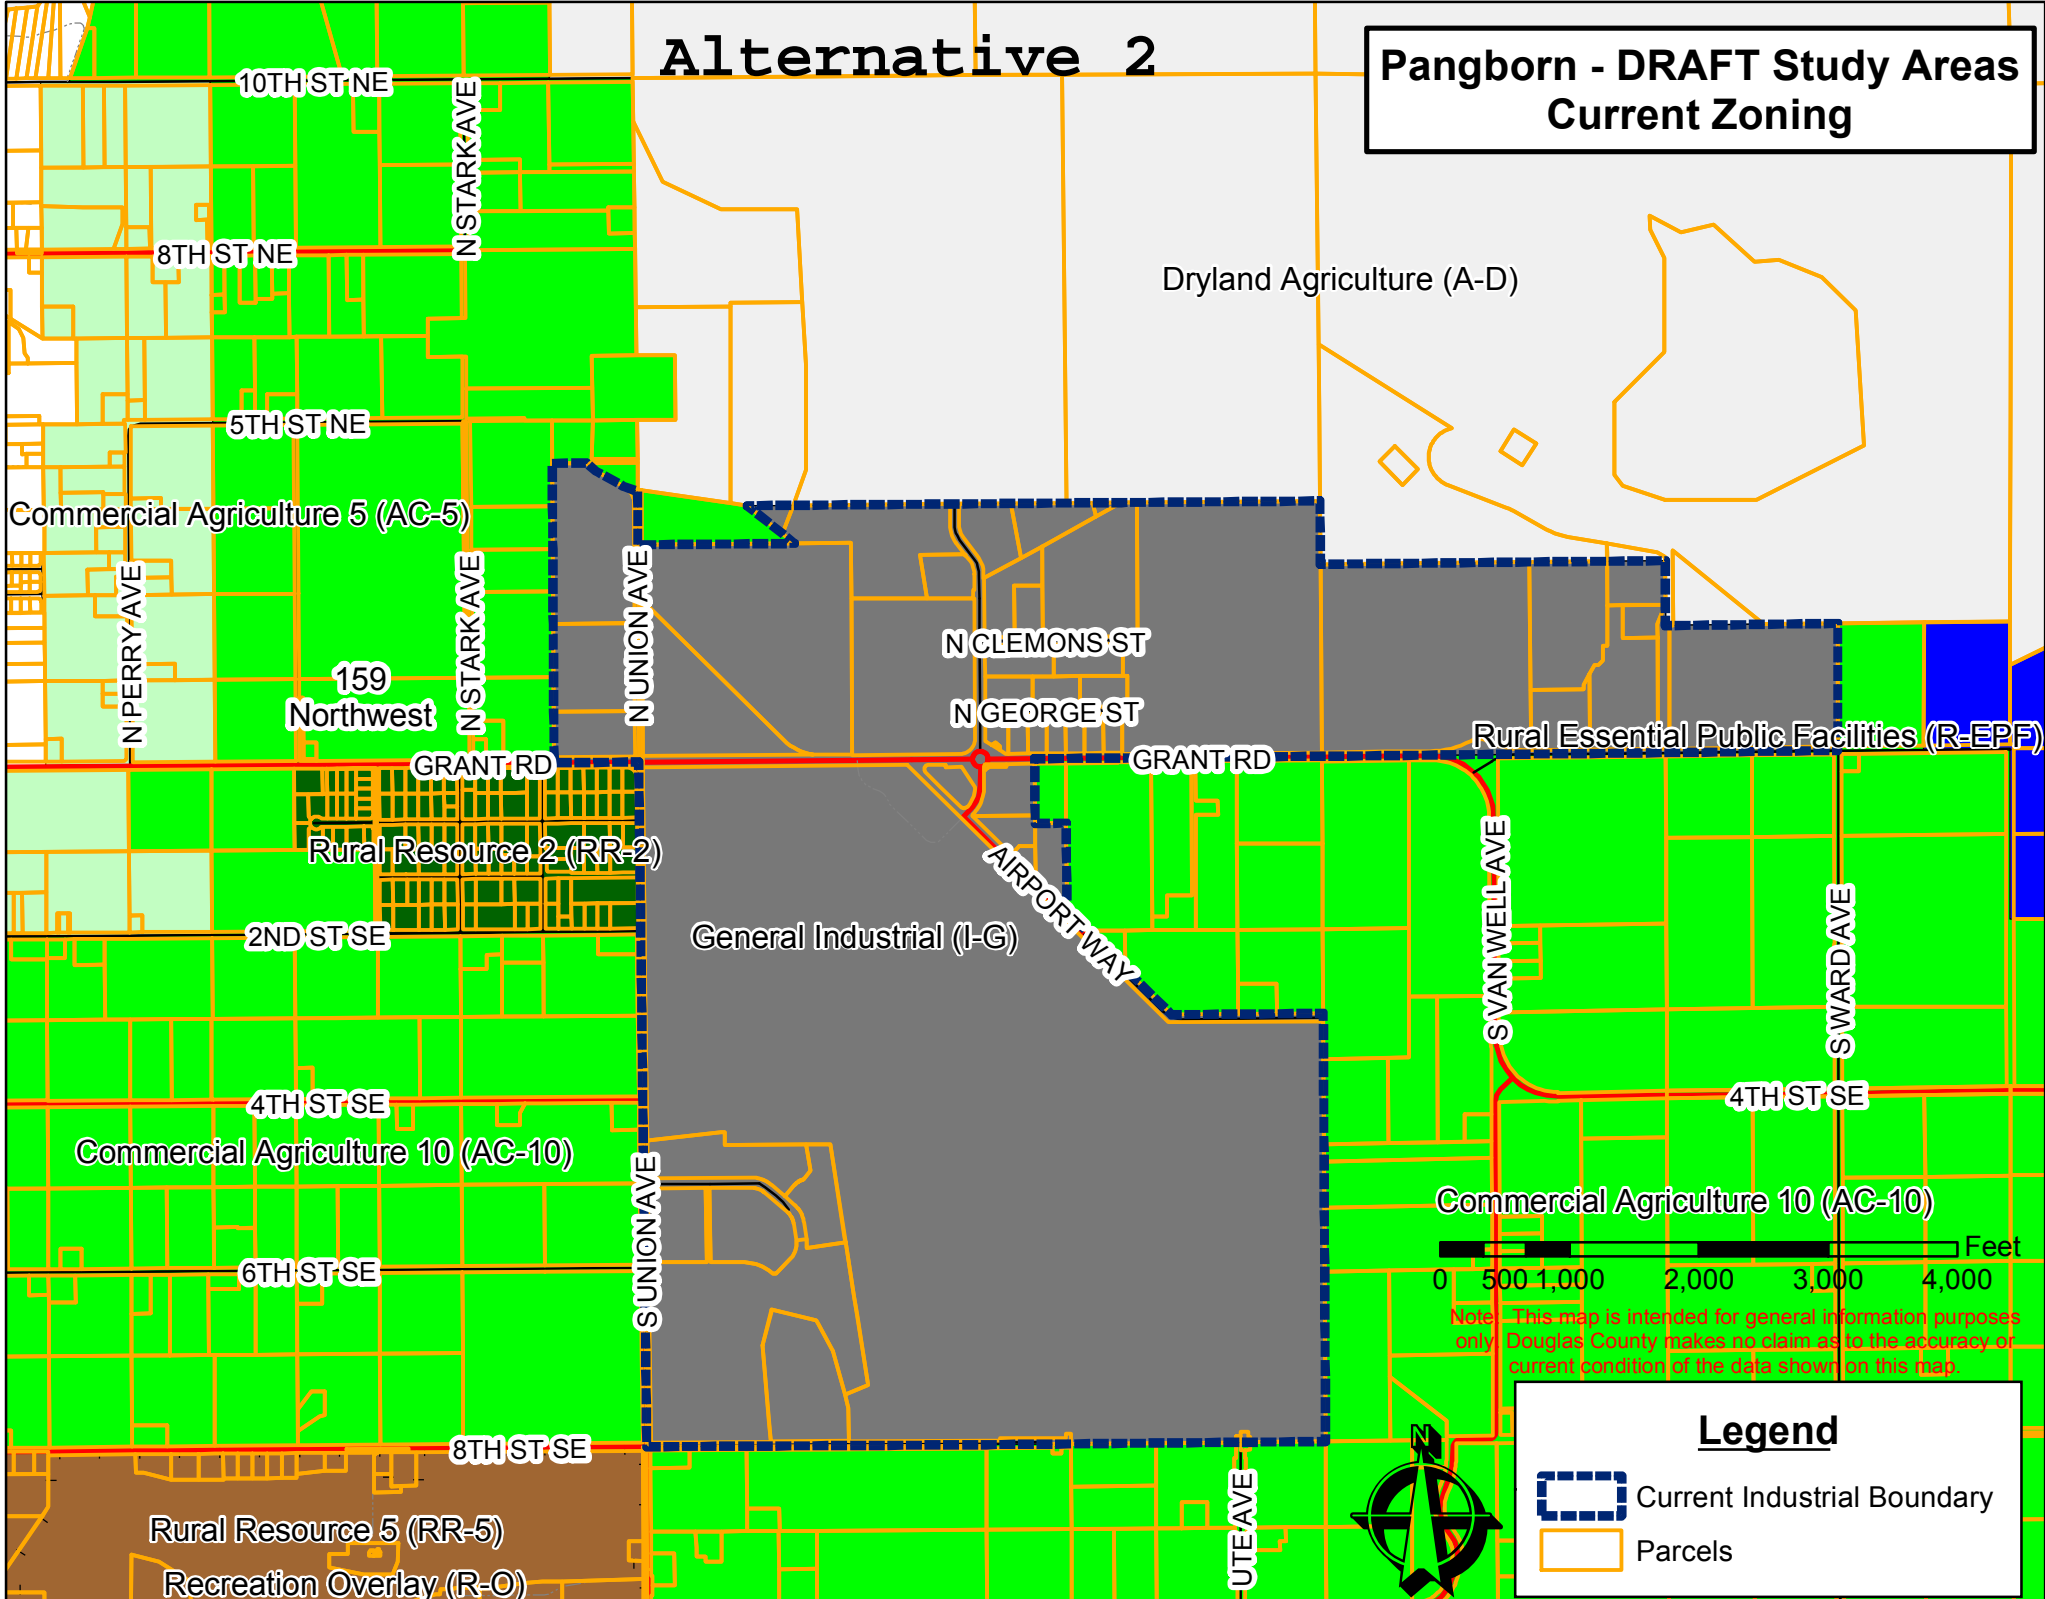 Alternative 2
Pangborn - DRAFT Study Areas
Current Zoning
10TH ST NE
N STARK AVE
8TH ST NE
Dryland Agriculture (A-D)
5TH ST NE
Commercial Agriculture 5 (AC-5)
N PERRY AVE
N STARK AVE
N UNION AVE
N CLEMONS ST
159
Northwest
N GEORGE ST
Rural Essential Public Facilities (R-EPF)
GRANT RD
GRANT RD
Rural Resource 2 (RR-2)
AIRPORT WAY
S VAN WELL AVE
S WARD AVE
2ND ST SE
General Industrial (I-G)
4TH ST SE
4TH ST SE
Commercial Agriculture 10 (AC-10)
S UNION AVE
Commercial Agriculture 10 (AC-10)
Feet
0 500 1,000 2,000 3,000 4,000
6TH ST SE
Note: This map is intended for general information purposes
only. Douglas County makes no claim as to the accuracy or
current condition of the data shown on this map.
8TH ST SE
UTE AVE
N
Legend
Current Industrial Boundary
Parcels
Rural Resource 5 (RR-5)
Recreation Overlay (R-O)